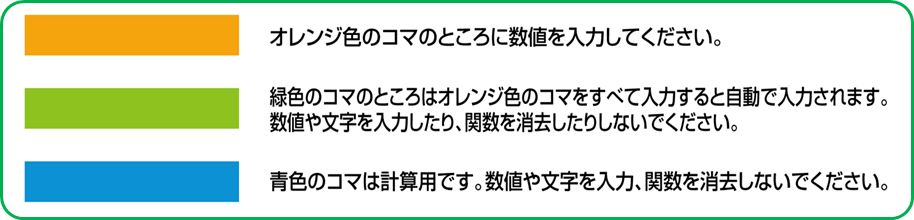 オレンジ色のコマのところに数値を入力してください。
緑色のコマのところはオレンジ色のコマをすべて入力すると自動で入力されます。
数値や文字を入力したり、関数を消去したりしないでください。
青色のコマは計算用です。数値や文字を入力、関数を消去しないでください。